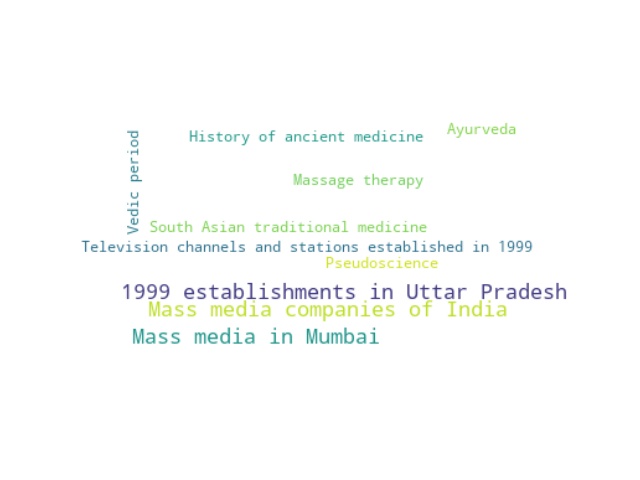 Ayurveda
History of ancient medicine
Vedic period
Massage therapy
South Asian traditional medicine
Television channels and stations established in 1999
Pseudoscience
1999 establishments in Uttar Pradesh
Mass media companies of India
Mass media in Mumbai